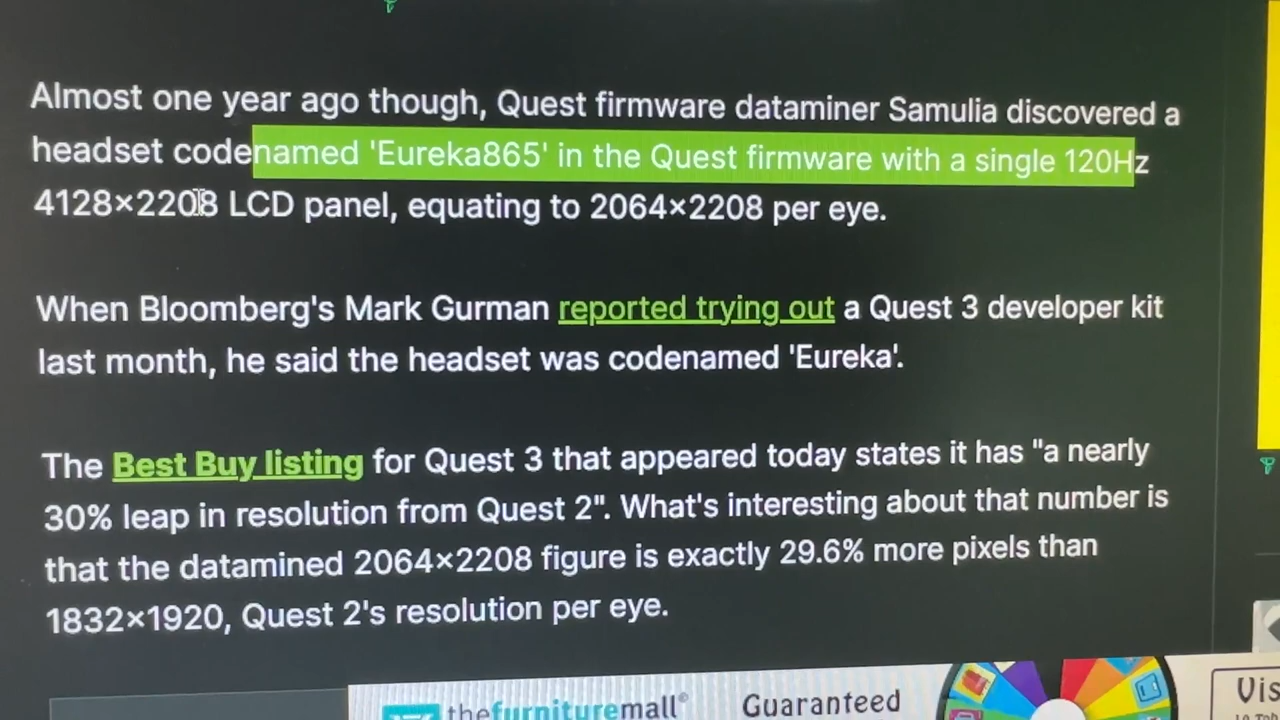 Almost one year ago though, Quest firmware dataminer Samulia discovered a
headset codenamed 'Eureka865' in the Quest firmware with a single 120Hz
4128×2208 LCD panel, equating to 2064×2208 per eye.
When Bloomberg's Mark Gurman reported trying out a Quest 3 developer kit
last month, he said the headset was codenamed 'Eureka'.
The Best Buy listing for Quest 3 that appeared today states it has "a nearly
30% leap in resolution from Quest 2". What's interesting about that number is
that the datamined 2064×2208 figure is exactly 29.6% more pixels than
1832×1920, Quest 2's resolution per eye.
thefurnituremall® Guaranteed
Vis